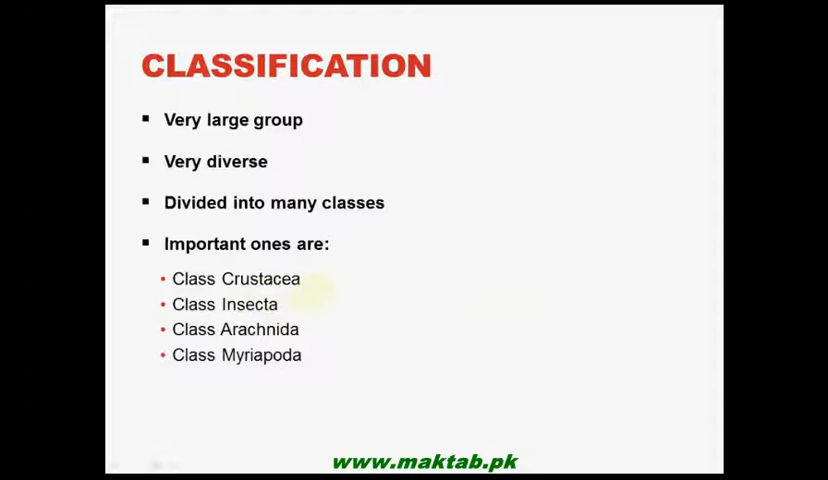 CLASSIFICATION
▪ Very large group
▪ Very diverse
▪ Divided into many classes
▪ Important ones are:
• Class Crustacea
• Class Insecta
• Class Arachnida
• Class Myriapoda
www.maktab.pk